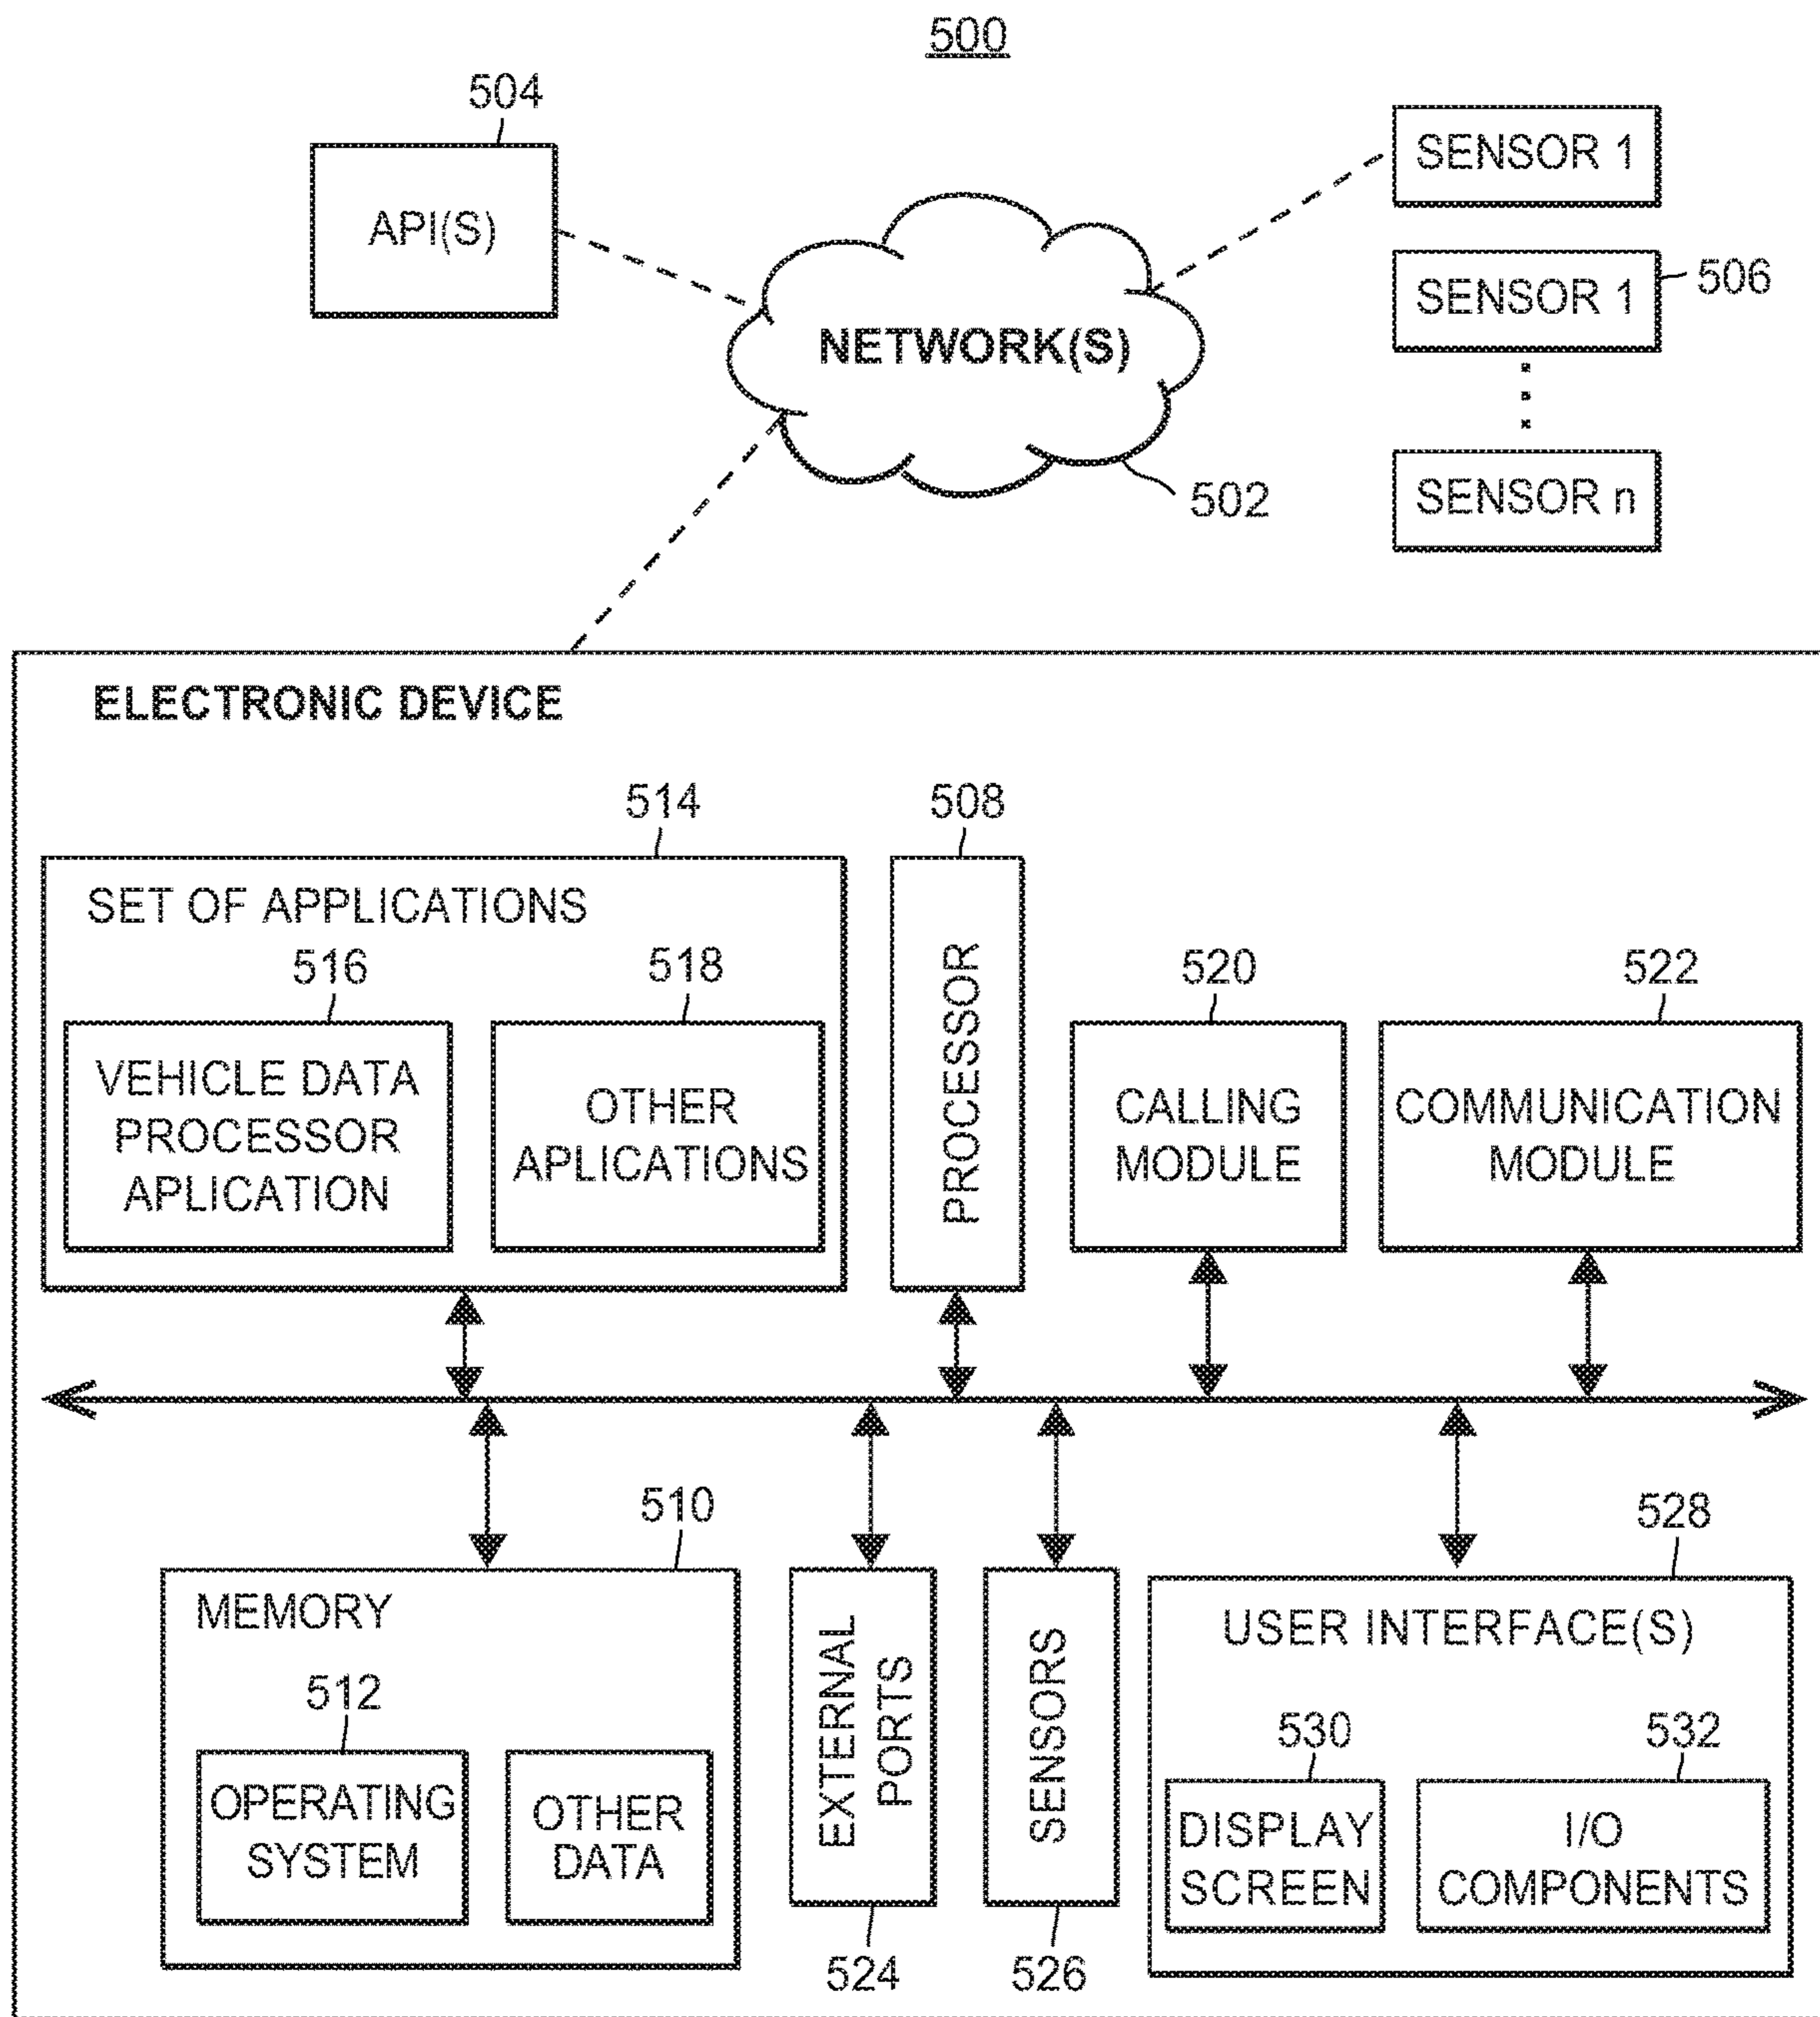 500
504
API(S)
NETWORK(S)
502
SENSOR 1
SENSOR 1
506
SENSOR n
ELECTRONIC DEVICE
514
SET OF APPLICATIONS
516
VEHICLE DATA
PROCESSOR
APLICATION
518
OTHER
APLICATIONS
508
PROCESSOR
520
CALLING
MODULE
522
COMMUNICATION
MODULE
510
MEMORY
512
OPERATING
SYSTEM
OTHER
DATA
EXTERNAL
PORTS
524
SENSORS
526
528
USER INTERFACE(S)
530
DISPLAY
SCREEN
532
I/O
COMPONENTS